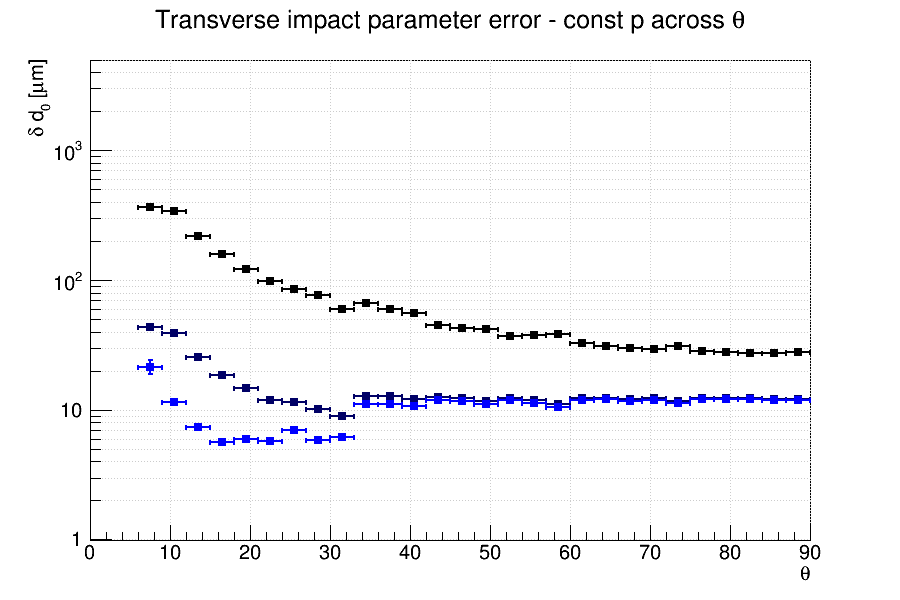 Transverse impact parameter error - const p across θ
δ d₀ [μm]
10³
10²
10
1
0 10 20 30 40 50 60 70 80 90
θ